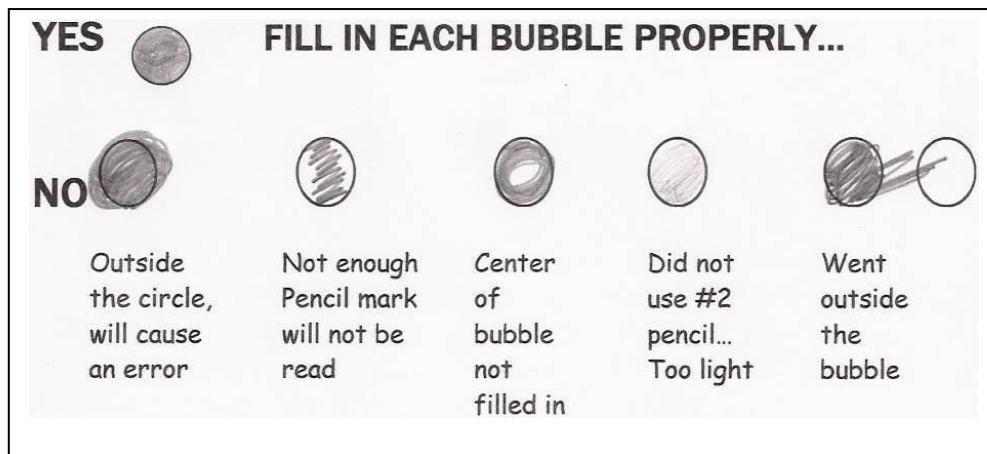 YES FILL IN EACH BUBBLE PROPERLY...
NO
Outside
the circle,
will cause
an error
Not enough
Pencil mark
will not be
read
Center
of
bubble
not
filled in
Did not
use #2
pencil...
Too light
Went
outside
the
bubble